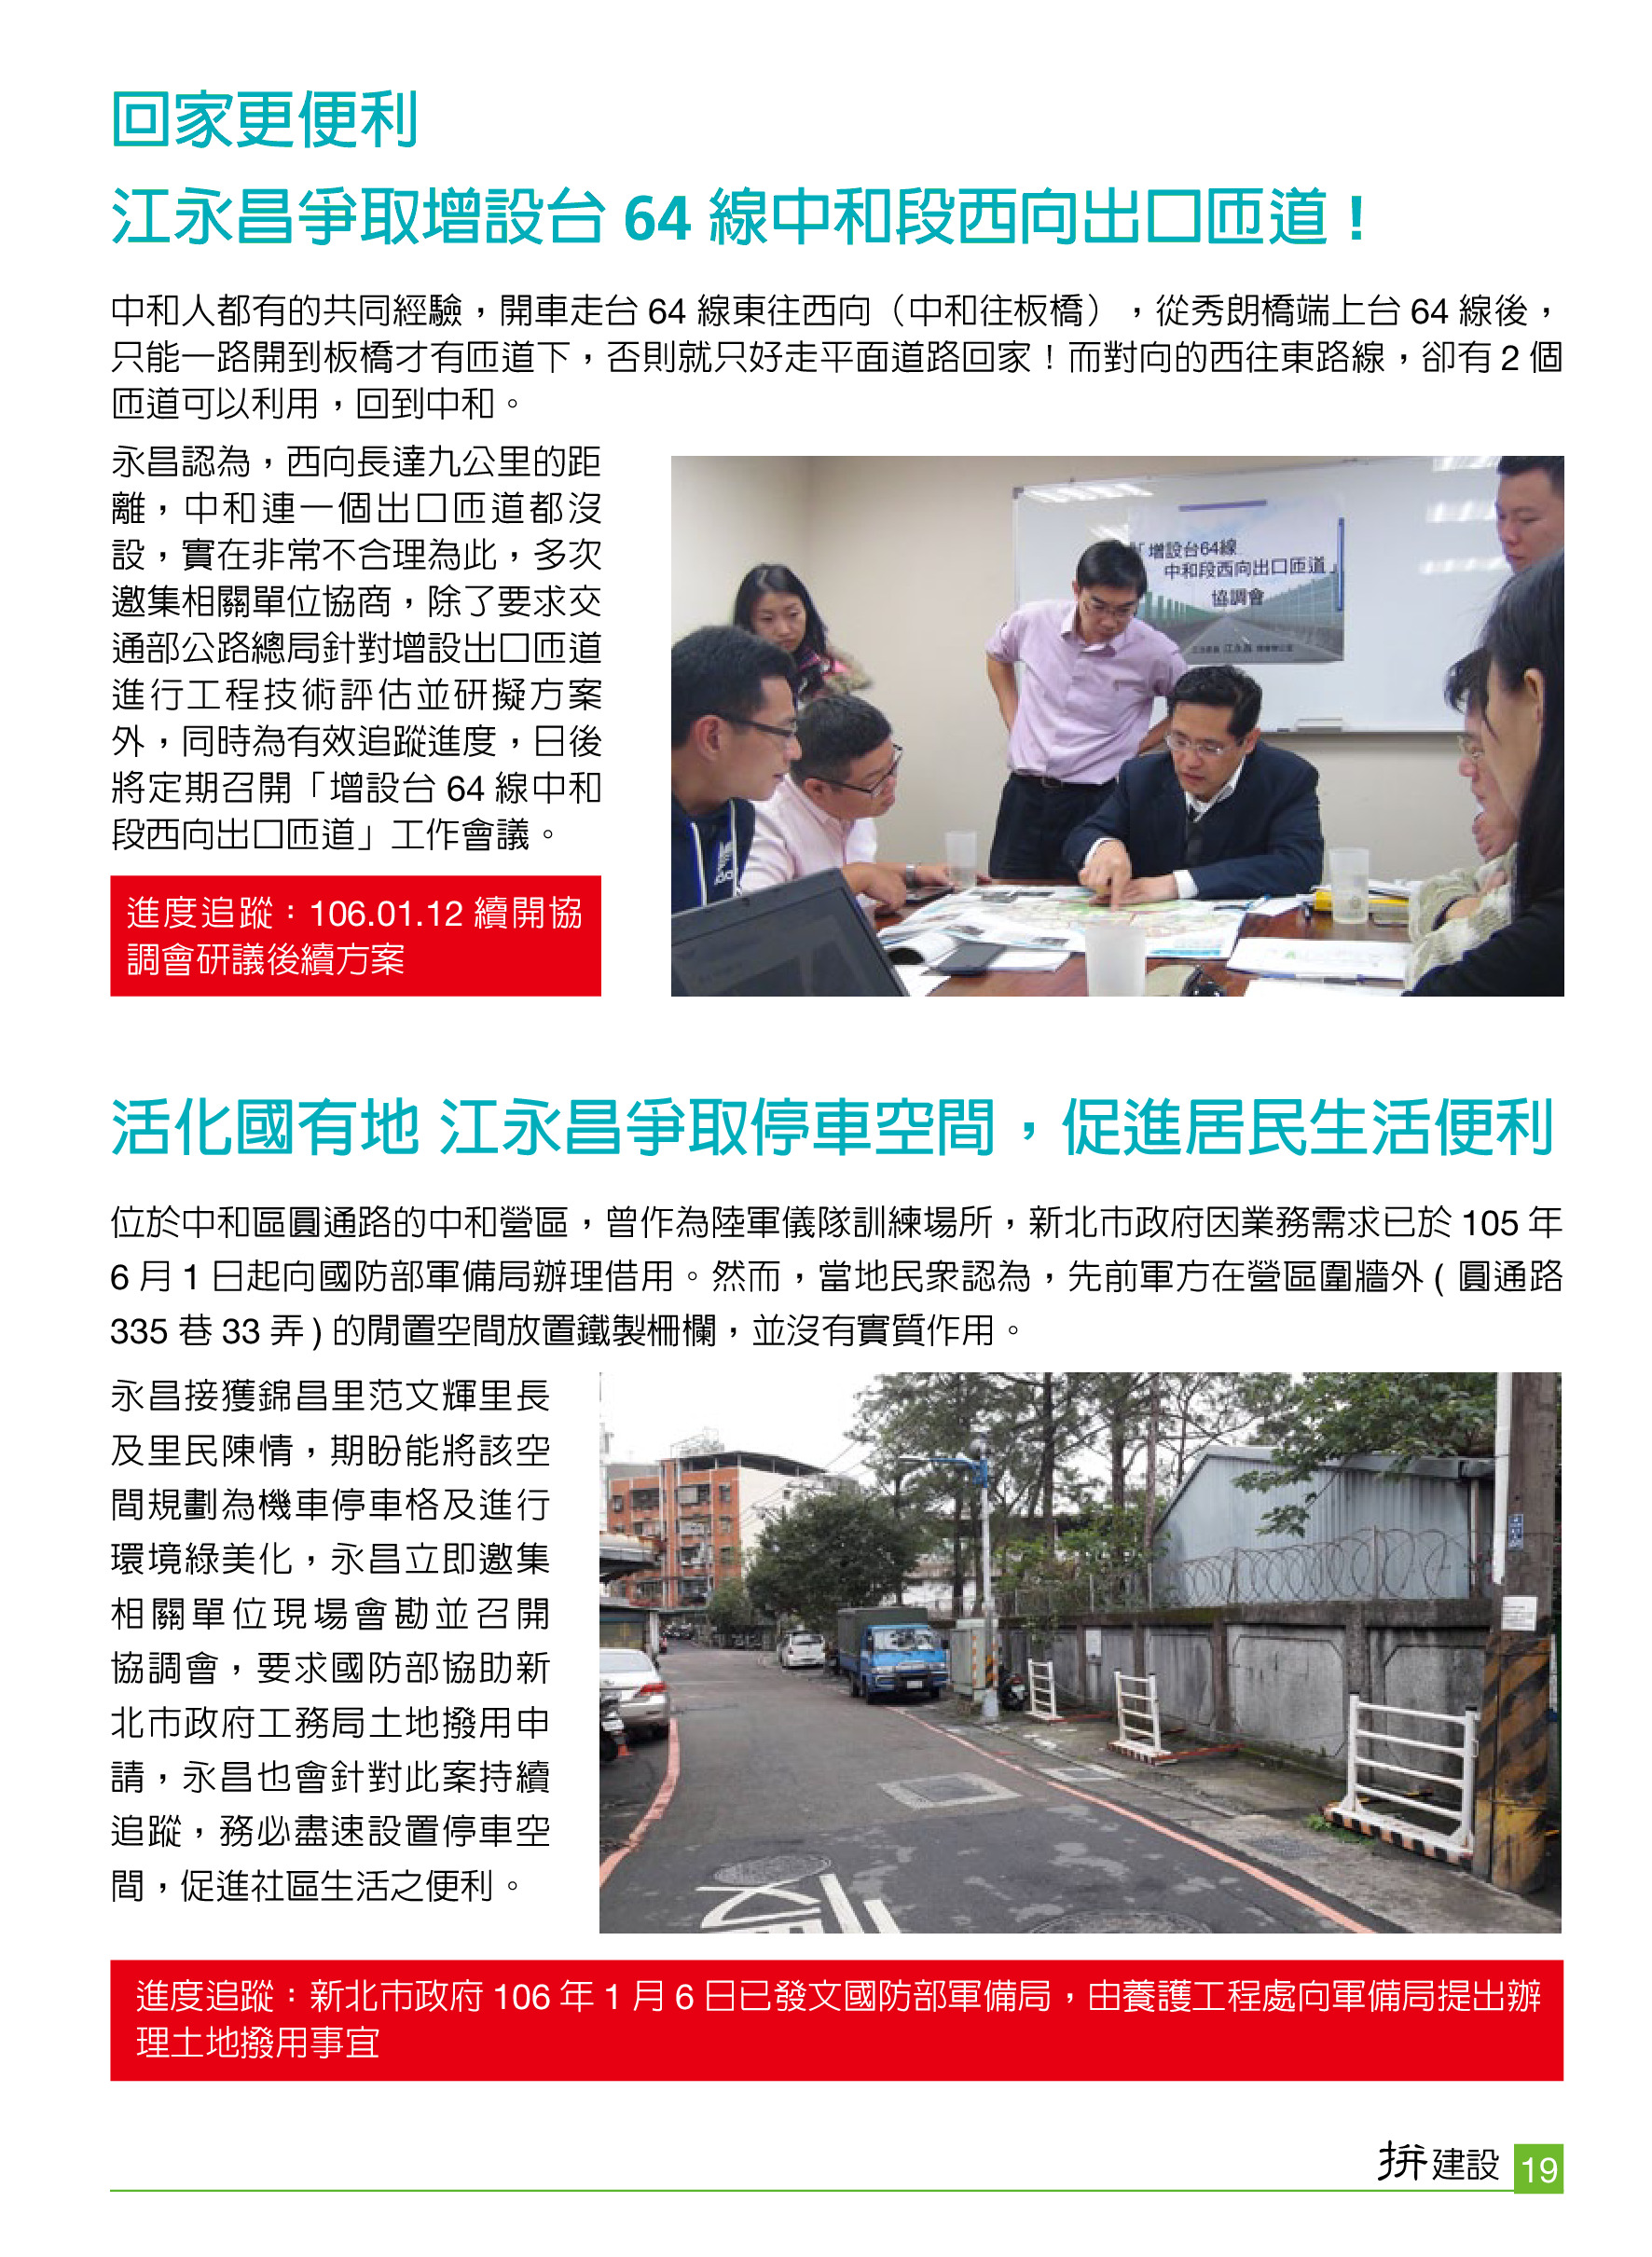 回家更便利
江永昌爭取增設台 64 線中和段西向出口匝道！
中和人都有的共同經驗，開車走台 64 線東往西向（中和往板橋），從秀朗橋端上台 64 線後，
只能一路開到板橋才有匝道下，否則就只好走平面道路回家！而對向的西往東路線，卻有 2 個
匝道可以利用，回到中和。
永昌認為，西向長達九公里的距
離，中和連一個出口匝道都沒
設，實在非常不合理為此，多次
邀集相關單位協商，除了要求交
通部公路總局針對增設出口匝道
進行工程技術評估並研擬方案
外，同時為有效追蹤進度，日後
將定期召開「增設台 64 線中和
段西向出口匝道」工作會議。
「增設台64線
中和段西向出口匝道」
協調會
進度追蹤：106.01.12 續開協
調會研議後續方案
活化國有地 江永昌爭取停車空間，促進居民生活便利
位於中和區圓通路的中和營區，曾作為陸軍儀隊訓練場所，新北市政府因業務需求已於 105 年
6 月 1 日起向國防部軍備局辦理借用。然而，當地民衆認為，先前軍方在營區圍牆外 ( 圓通路
335 巷 33 弄 ) 的閒置空間放置鐵製柵欄，並沒有實質作用。
永昌接獲錦昌里范文輝里長
及里民陳情，期盼能將該空
間規劃為機車停車格及進行
環境綠美化，永昌立即邀集
相關單位現場會勘並召開
協調會，要求國防部協助新
北市政府工務局土地撥用申
請，永昌也會針對此案持續
追蹤，務必盡速設置停車空
間，促進社區生活之便利。
進度追蹤：新北市政府 106 年 1 月 6 日已發文國防部軍備局，由養護工程處向軍備局提出辦
理土地撥用事宜
拚建設 19